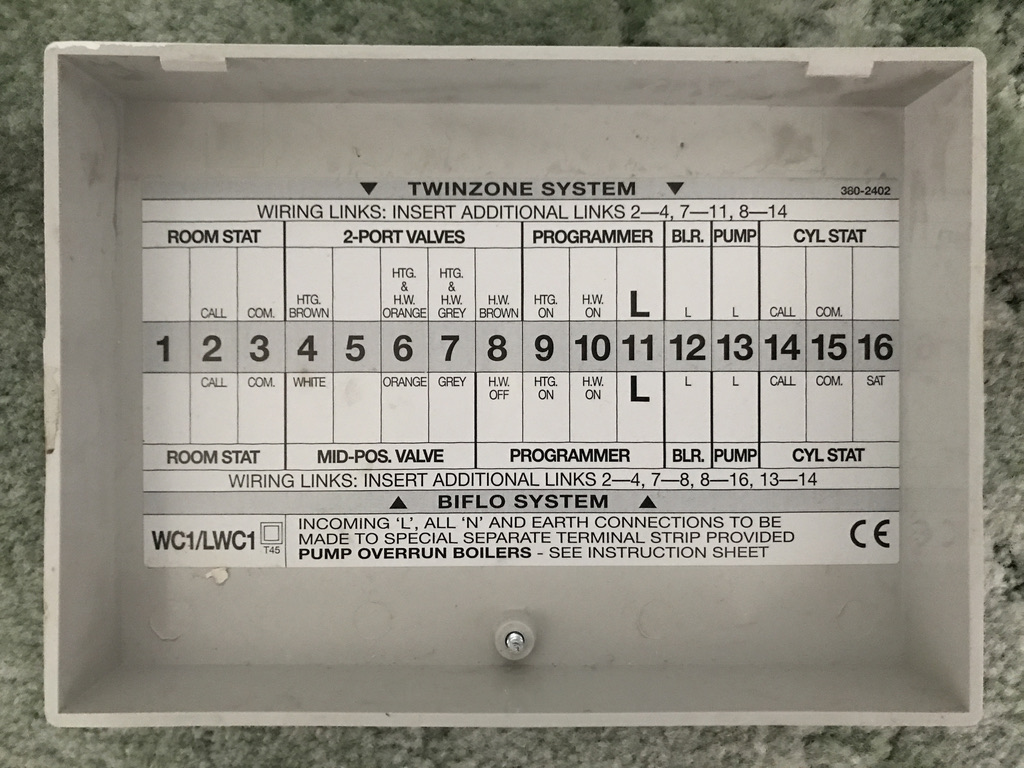 ▼ TWINZONE SYSTEM ▼ 380-2402
WIRING LINKS: INSERT ADDITIONAL LINKS 2—4, 7—11, 8—14
ROOM STAT 2-PORT VALVES PROGRAMMER BLR. PUMP CYL STAT
CALL COM. HTG. BROWN HTG. & H.W. ORANGE HTG. & H.W. GREY H.W. BROWN HTG. ON H.W. ON L L L CALL COM.
1 2 3 4 5 6 7 8 9 10 11 12 13 14 15 16
CALL COM. WHITE ORANGE GREY H.W. OFF HTG. ON H.W. ON L L L CALL COM. SAT
ROOM STAT MID-POS. VALVE PROGRAMMER BLR. PUMP CYL STAT
WIRING LINKS: INSERT ADDITIONAL LINKS 2—4, 7—8, 8—16, 13—14
▲ BIFLO SYSTEM ▲
WC1/LWC1 T45
INCOMING 'L', ALL 'N' AND EARTH CONNECTIONS TO BE
MADE TO SPECIAL SEPARATE TERMINAL STRIP PROVIDED
PUMP OVERRUN BOILERS - SEE INSTRUCTION SHEET
CE